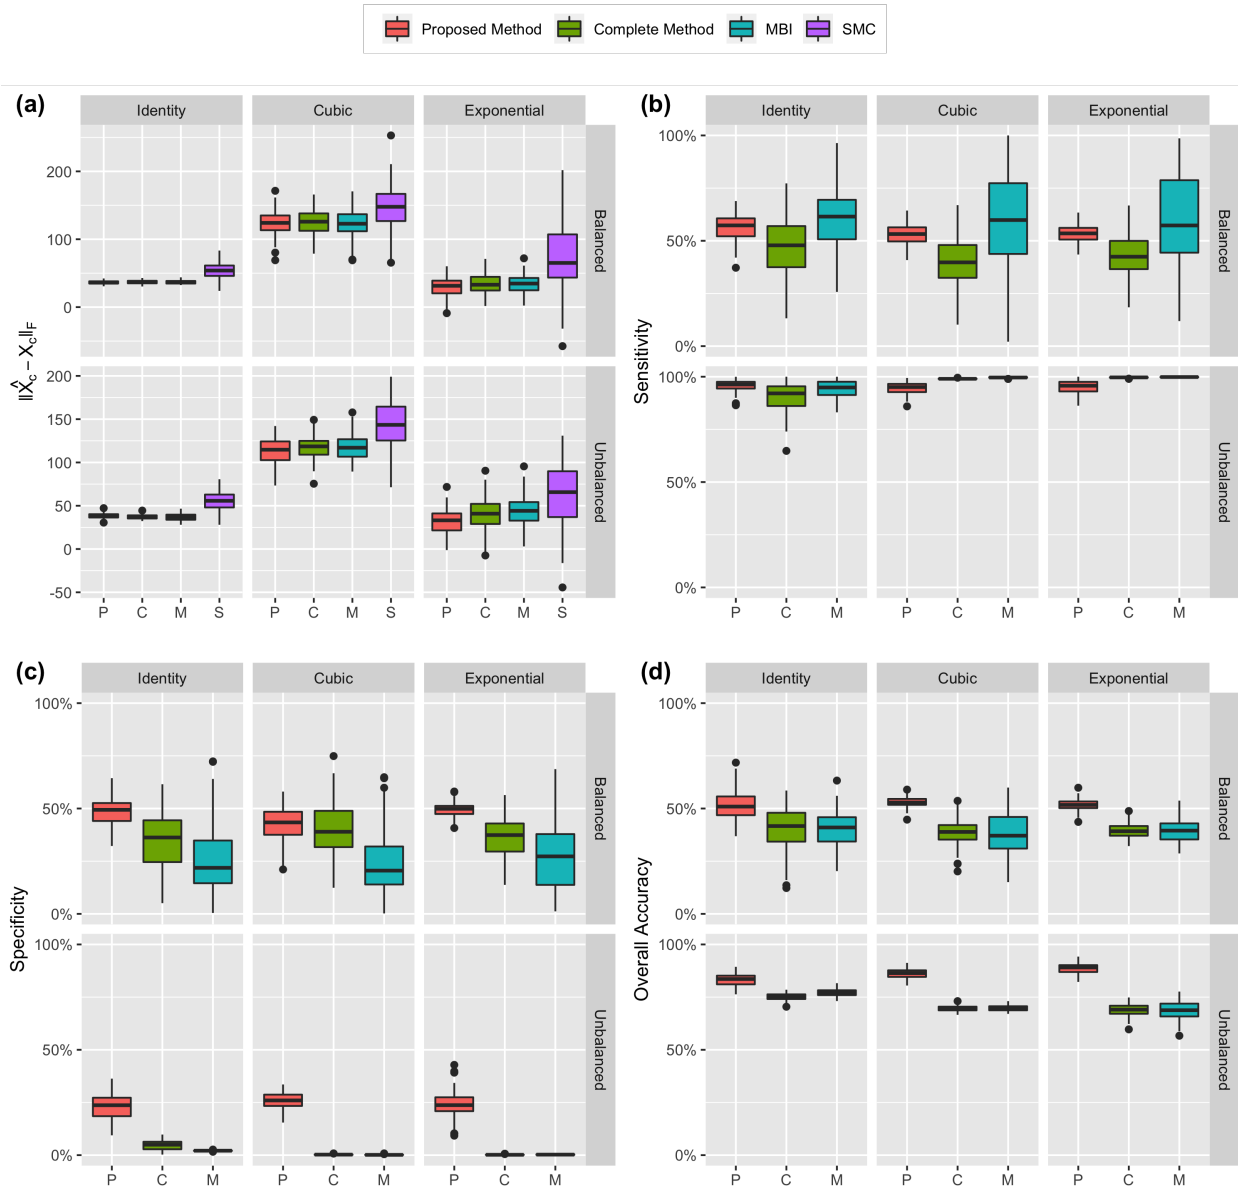 Proposed Method Complete Method MBI SMC
(a)
Identity Cubic Exponential
‖X̂c − Xc‖F
200
100
0
Balanced
200
150
100
50
0
-50
Unbalanced
P C M S P C M S P C M S
(b)
Identity Cubic Exponential
Sensitivity
100%
50%
0%
Balanced
100%
50%
0%
Unbalanced
P C M P C M P C M
(c)
Identity Cubic Exponential
Specificity
100%
50%
0%
Balanced
100%
50%
0%
Unbalanced
P C M P C M P C M
(d)
Identity Cubic Exponential
Overall Accuracy
100%
50%
0%
Balanced
100%
50%
0%
Unbalanced
P C M P C M P C M